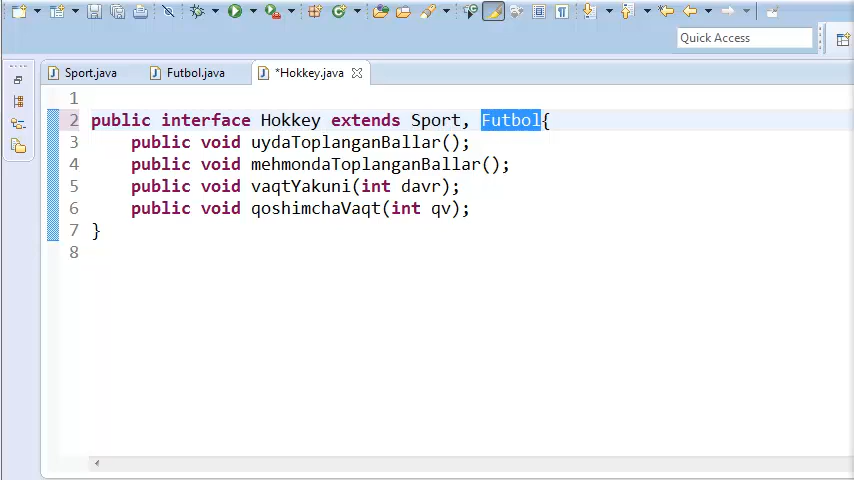 Quick Access
Sport.java Futbol.java *Hokkey.java
1
2 public interface Hokkey extends Sport, Futbol{
3 public void uydaToplanganBallar();
4 public void mehmondaToplanganBallar();
5 public void vaqtYakuni(int davr);
6 public void qoshimchaVaqt(int qv);
7 }
8